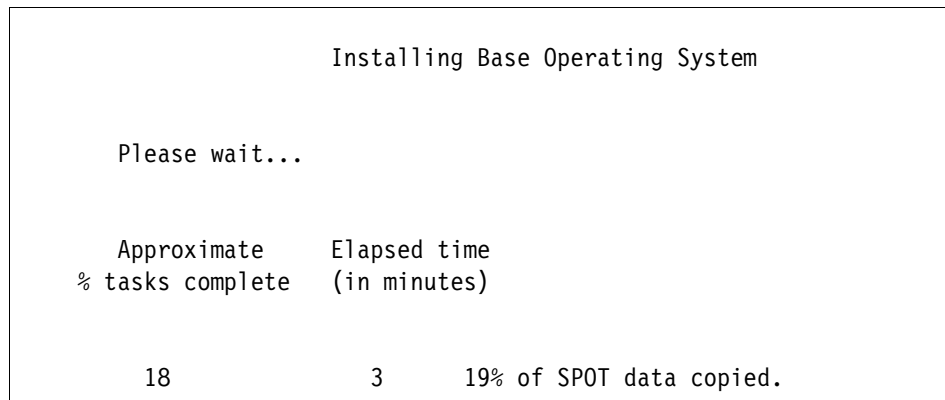 Installing Base Operating System
Please wait...
Approximate Elapsed time
% tasks complete (in minutes)
18 3 19% of SPOT data copied.